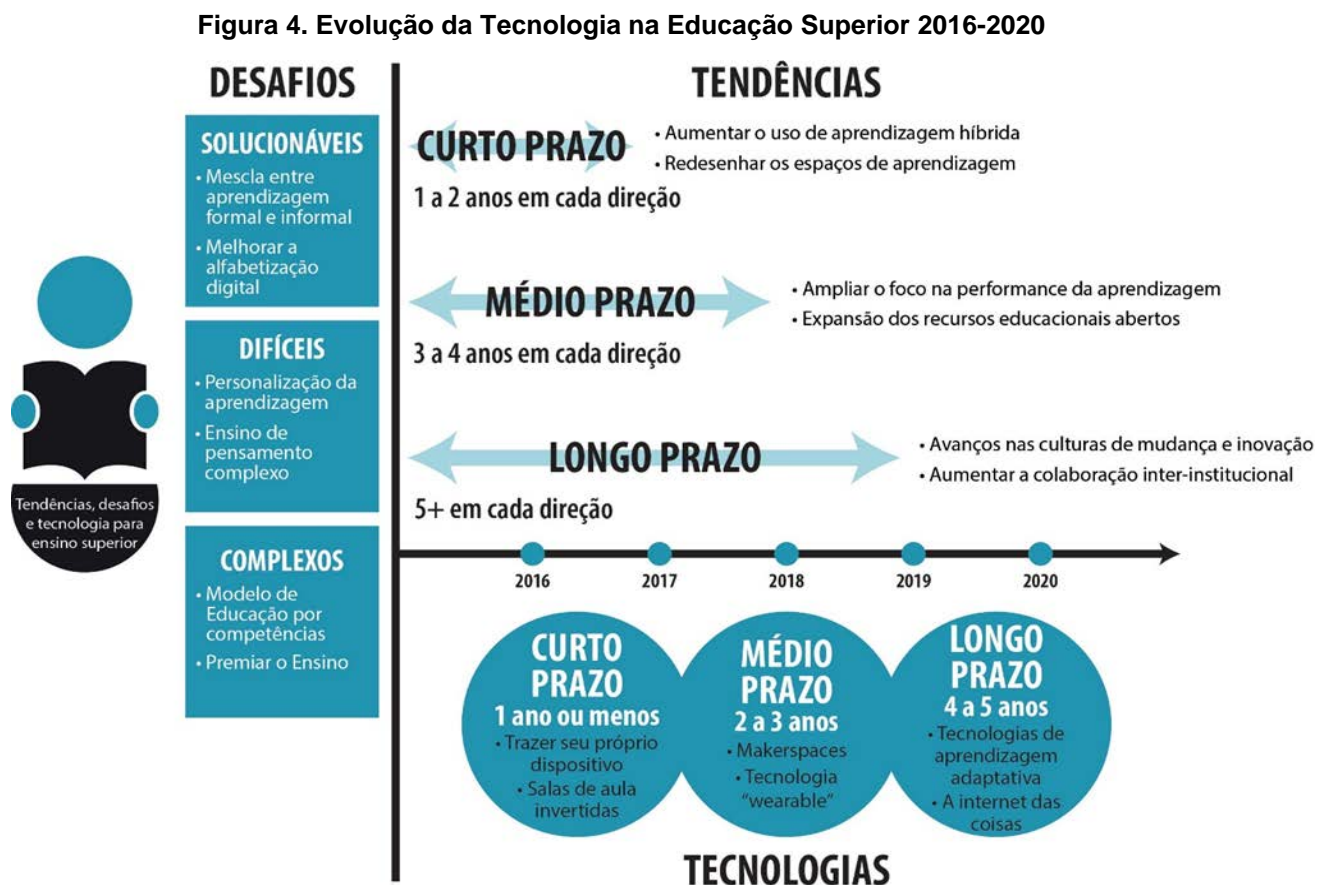 Figura 4. Evolução da Tecnologia na Educação Superior 2016-2020
DESAFIOS
SOLUCIONÁVEIS
• Mescla entre
aprendizagem
formal e informal
• Melhorar a
alfabetização
digital
DIFÍCEIS
• Personalização da
aprendizagem
• Ensino de
pensamento
complexo
COMPLEXOS
• Modelo de
Educação por
competências
• Premiar o Ensino
Tendências, desafios
e tecnologia para
ensino superior
TENDÊNCIAS
CURTO PRAZO
1 a 2 anos em cada direção
• Aumentar o uso de aprendizagem híbrida
• Redesenhar os espaços de aprendizagem
MÉDIO PRAZO
3 a 4 anos em cada direção
• Ampliar o foco na performance da aprendizagem
• Expansão dos recursos educacionais abertos
LONGO PRAZO
5+ em cada direção
• Avanços nas culturas de mudança e inovação
• Aumentar a colaboração inter-institucional
2016 2017 2018 2019 2020
CURTO
PRAZO
1 ano ou menos
• Trazer seu próprio
dispositivo
• Salas de aula
invertidas
MÉDIO
PRAZO
2 a 3 anos
• Makerspaces
• Tecnologia
“wearable”
LONGO
PRAZO
4 a 5 anos
• Tecnologias de
aprendizagem
adaptativa
• A internet das
coisas
TECNOLOGIAS